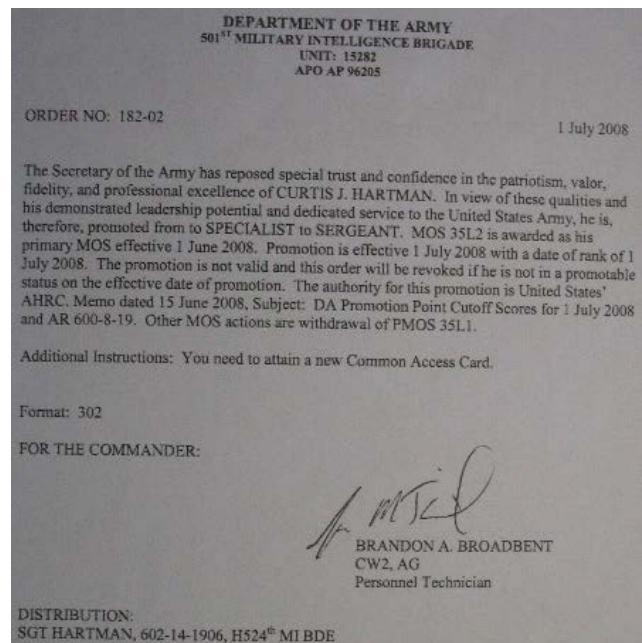 DEPARTMENT OF THE ARMY
501ST MILITARY INTELLIGENCE BRIGADE
UNIT: 15282
APO AP 96205
ORDER NO: 182-02
1 July 2008
The Secretary of the Army has reposed special trust and confidence in the patriotism, valor,
fidelity, and professional excellence of CURTIS J. HARTMAN. In view of these qualities and
his demonstrated leadership potential and dedicated service to the United States Army, he is,
therefore, promoted from to SPECIALIST to SERGEANT. MOS 35L2 is awarded as his
primary MOS effective 1 June 2008. Promotion is effective 1 July 2008 with a date of rank of 1
July 2008. The promotion is not valid and this order will be revoked if he is not in a promotable
status on the effective date of promotion. The authority for this promotion is United States'
AHRC. Memo dated 15 June 2008, Subject: DA Promotion Point Cutoff Scores for 1 July 2008
and AR 600-8-19. Other MOS actions are withdrawal of PMOS 35L1.
Additional Instructions: You need to attain a new Common Access Card.
Format: 302
FOR THE COMMANDER:
BRANDON A. BROADBENT
CW2, AG
Personnel Technician
DISTRIBUTION:
SGT HARTMAN, 602-14-1906, H524th MI BDE